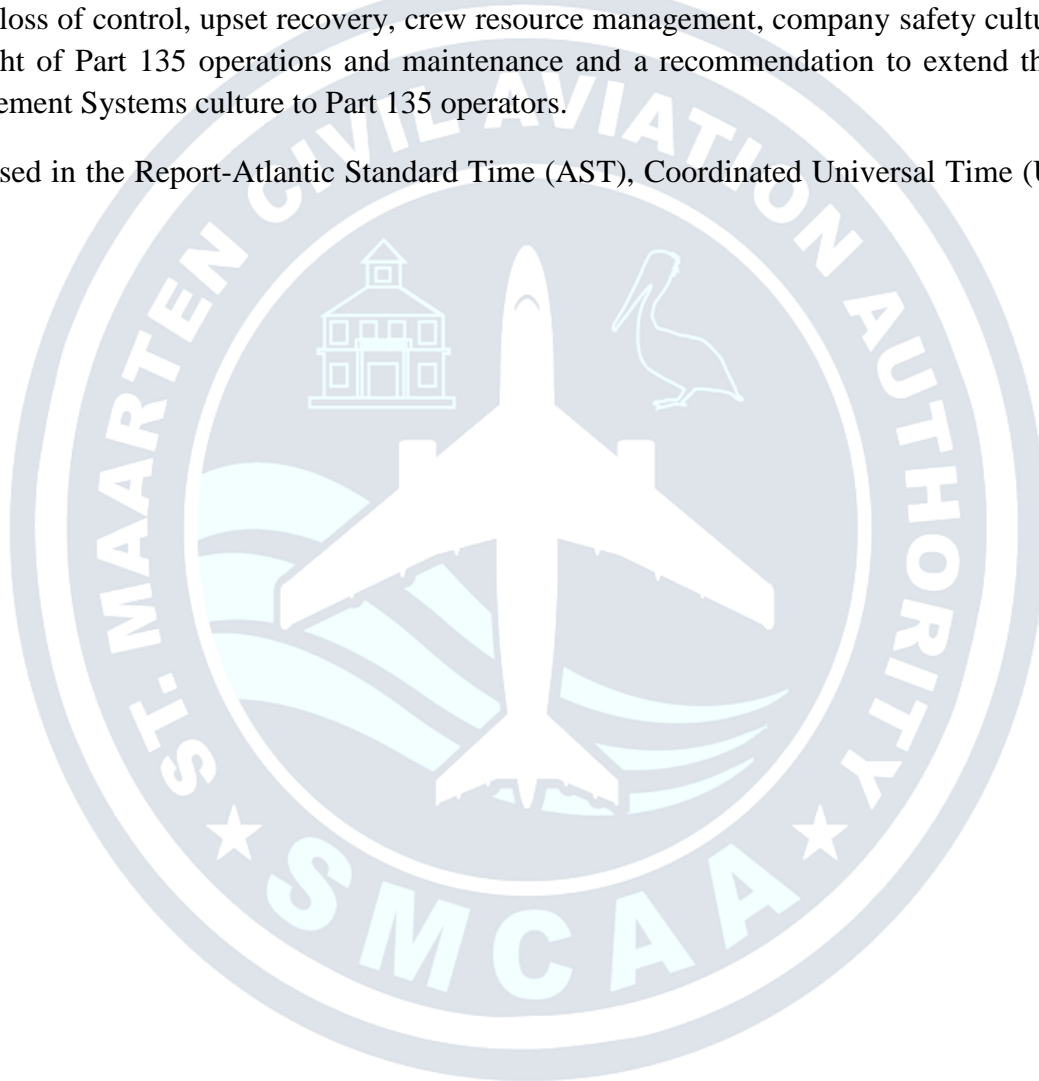 loss of control, upset recovery, crew resource management, company safety cultu
ht of Part 135 operations and maintenance and a recommendation to extend th
ement Systems culture to Part 135 operators.
sed in the Report-Atlantic Standard Time (AST), Coordinated Universal Time (U
ST. MAARTEN CIVIL AVIATION AUTHORITY
SMCAA